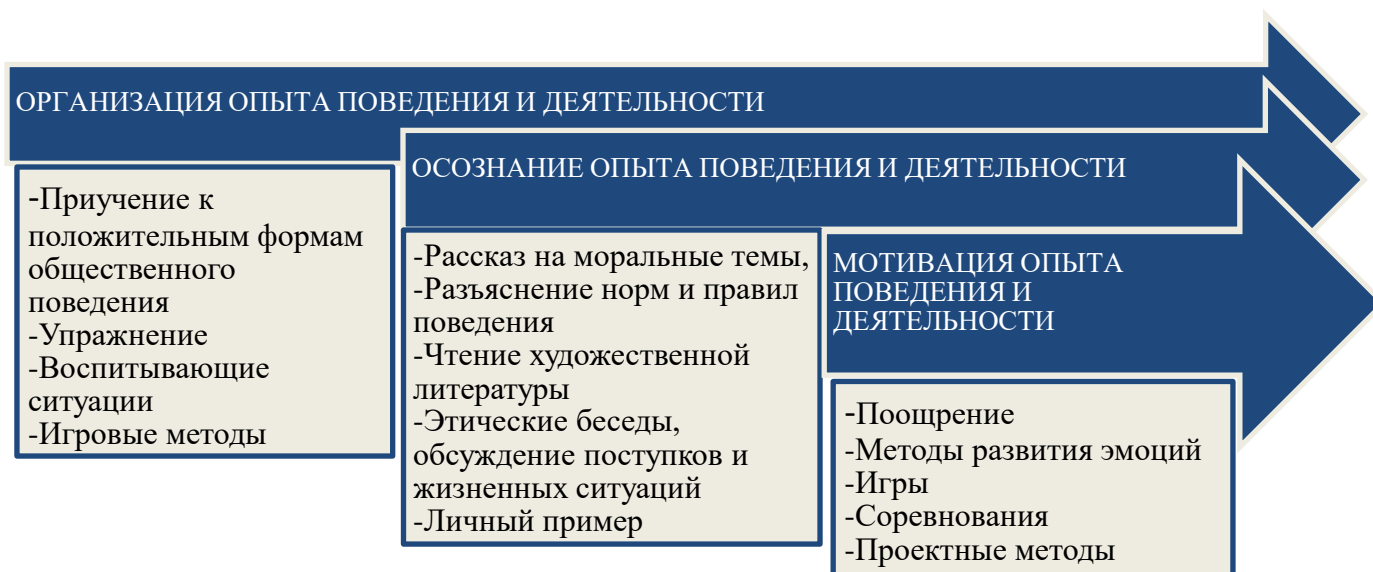 ОРГАНИЗАЦИЯ ОПЫТА ПОВЕДЕНИЯ И ДЕЯТЕЛЬНОСТИ
-Приучение к
положительным формам
общественного
поведения
-Упражнение
-Воспитывающие
ситуации
-Игровые методы
ОСОЗНАНИЕ ОПЫТА ПОВЕДЕНИЯ И ДЕЯТЕЛЬНОСТИ
-Рассказ на моральные темы,
-Разъяснение норм и правил
поведения
-Чтение художественной
литературы
-Этические беседы,
обсуждение поступков и
жизненных ситуаций
-Личный пример
МОТИВАЦИЯ ОПЫТА
ПОВЕДЕНИЯ И
ДЕЯТЕЛЬНОСТИ
-Поощрение
-Методы развития эмоций
-Игры
-Соревнования
-Проектные методы